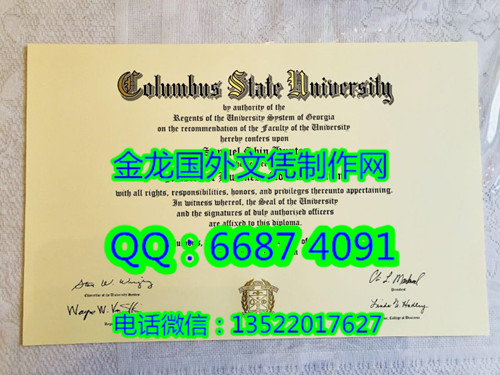 Columbus State University
by authority of the
Regents of the University System of Georgia
on the recommendation of the Faculty of the University
hereby confers upon
金龙国外文凭制作网
with all rights, responsibilities, honors, and privileges thereunto appertaining.
In witness whereof, the Seal of the University
and the signatures of duly authorized officers
are affixed to this diploma.
QQ：6687 4091
President
电话微信：13522017627